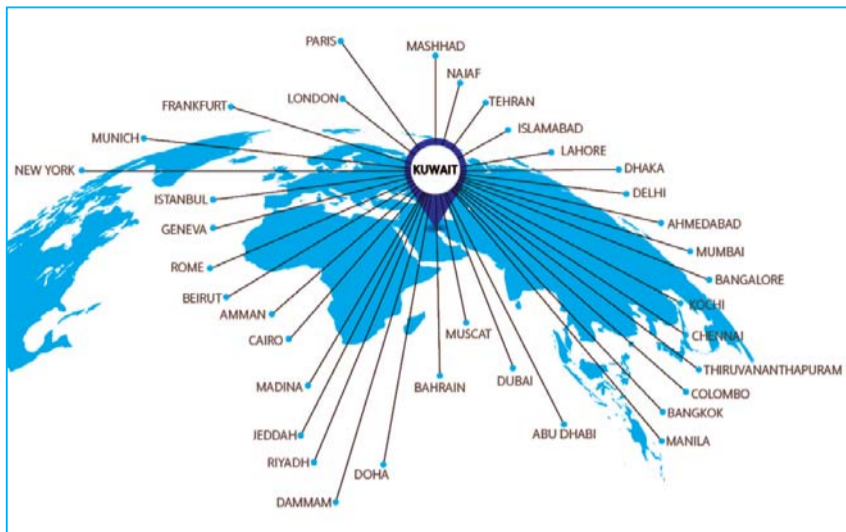 PARIS
MASHHAD
NAJAF
LONDON
TEHRAN
FRANKFURT
ISLAMABAD
MUNICH
LAHORE
NEW YORK
KUWAIT
DHAKA
DELHI
ISTANBUL
AHMEDABAD
GENEVA
MUMBAI
ROME
BANGALORE
BEIRUT
KOCHI
AMMAN
MUSCAT
CHENNAI
CAIRO
THIRUVANANTHAPURAM
DUBAI
MADINA
BAHRAIN
COLOMBO
BANGKOK
ABU DHABI
JEDDAH
MANILA
RIYADH
DOHA
DAMMAM